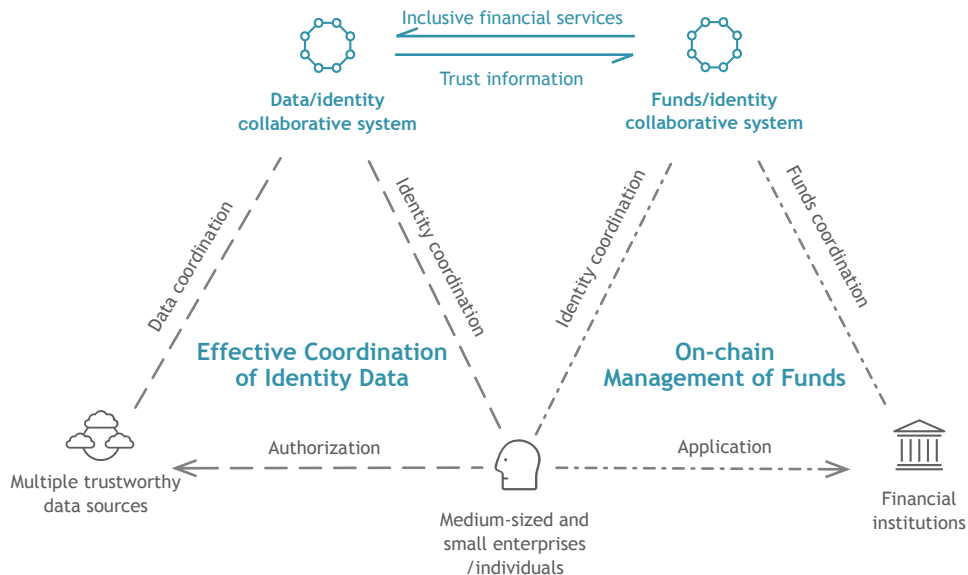 Inclusive financial services
Trust information
Data/identity
collaborative system
Funds/identity
collaborative system
Data coordination
Identity coordination
Identity coordination
Funds coordination
Effective Coordination
of Identity Data
On-chain
Management of Funds
Authorization
Application
Multiple trustworthy
data sources
Medium-sized and
small enterprises
/individuals
Financial
institutions